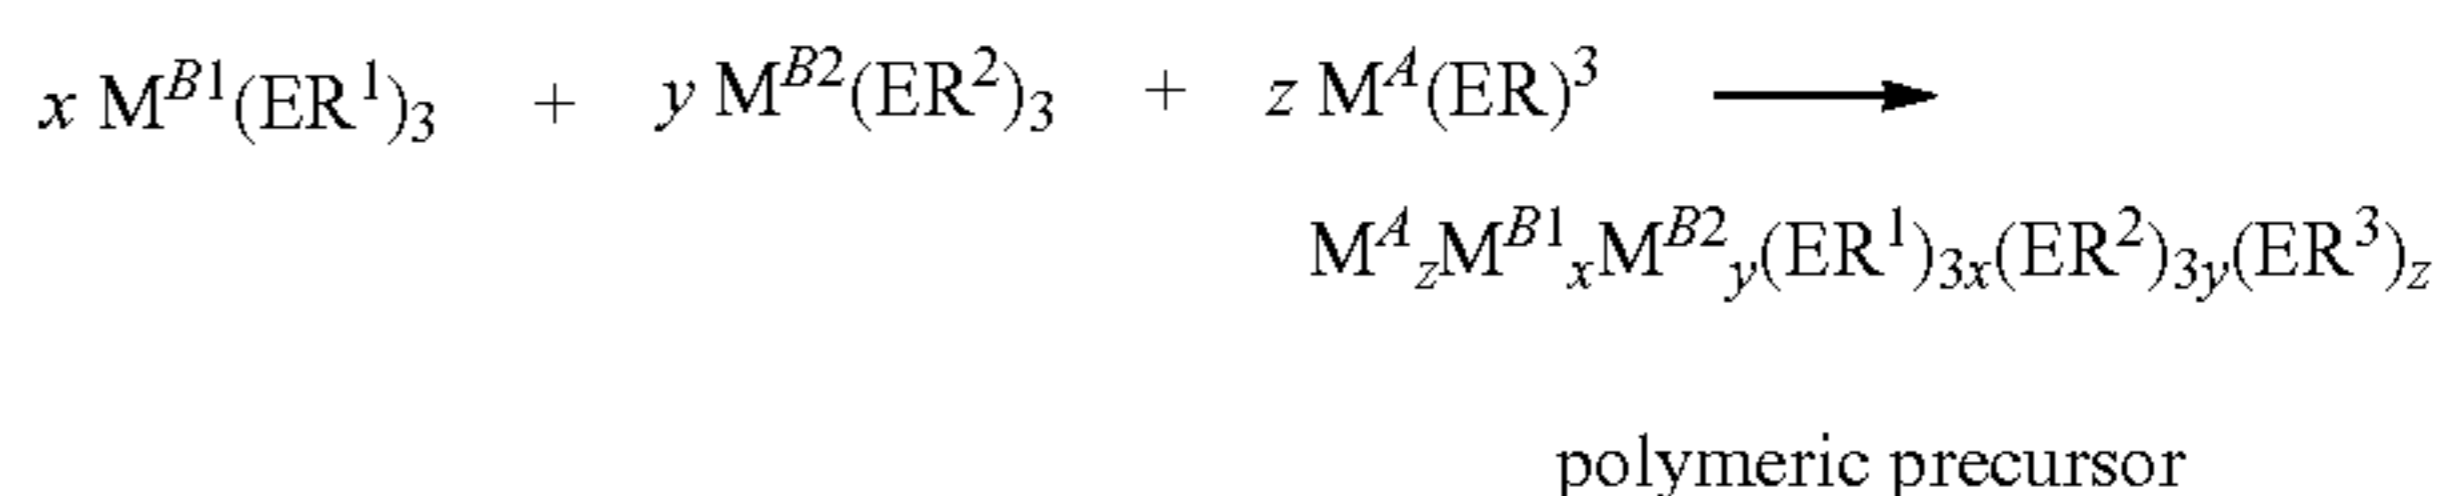 x M^{B1}(ER^1)_3 + y M^{B2}(ER^2)_3 + z M^A(ER)^3 ⟶
M^A_zM^{B1}_xM^{B2}_y(ER^1)_{3x}(ER^2)_{3y}(ER^3)_z
polymeric precursor